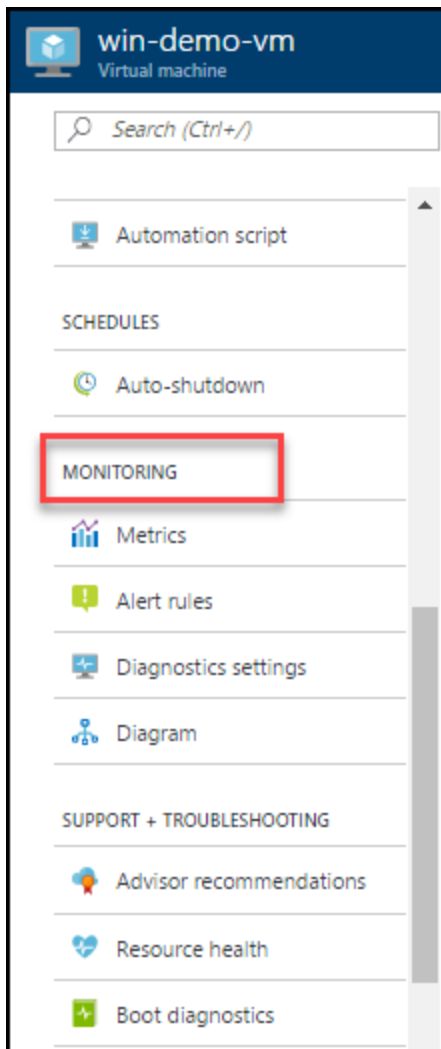 win-demo-vm
Virtual machine
Search (Ctrl+/)
Automation script
SCHEDULES
Auto-shutdown
MONITORING
Metrics
Alert rules
Diagnostics settings
Diagram
SUPPORT + TROUBLESHOOTING
Advisor recommendations
Resource health
Boot diagnostics